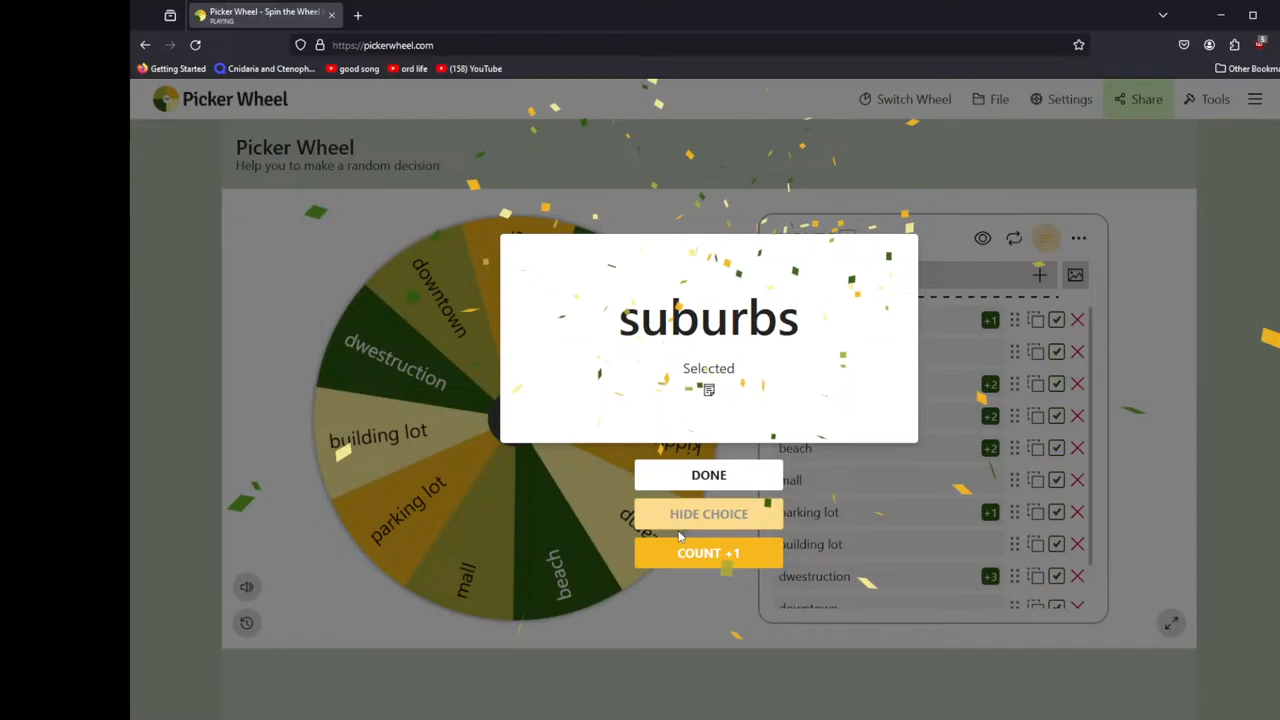 Picker Wheel - Spin the Wheel
PLAYING
https://pickerwheel.com
Getting Started
Cnidaria and Ctenoph...
good song
ord life
(158) YouTube
Other Bookma
Picker Wheel
Switch Wheel
File
Settings
Share
Tools
Picker Wheel
Help you to make a random decision
downtown
dwestruction
building lot
parking lot
mall
beach
suburbs
Selected
DONE
HIDE CHOICE
COUNT +1
+1
+2
+2
beach
+2
mall
parking lot
+1
building lot
dwestruction
+3
downtown